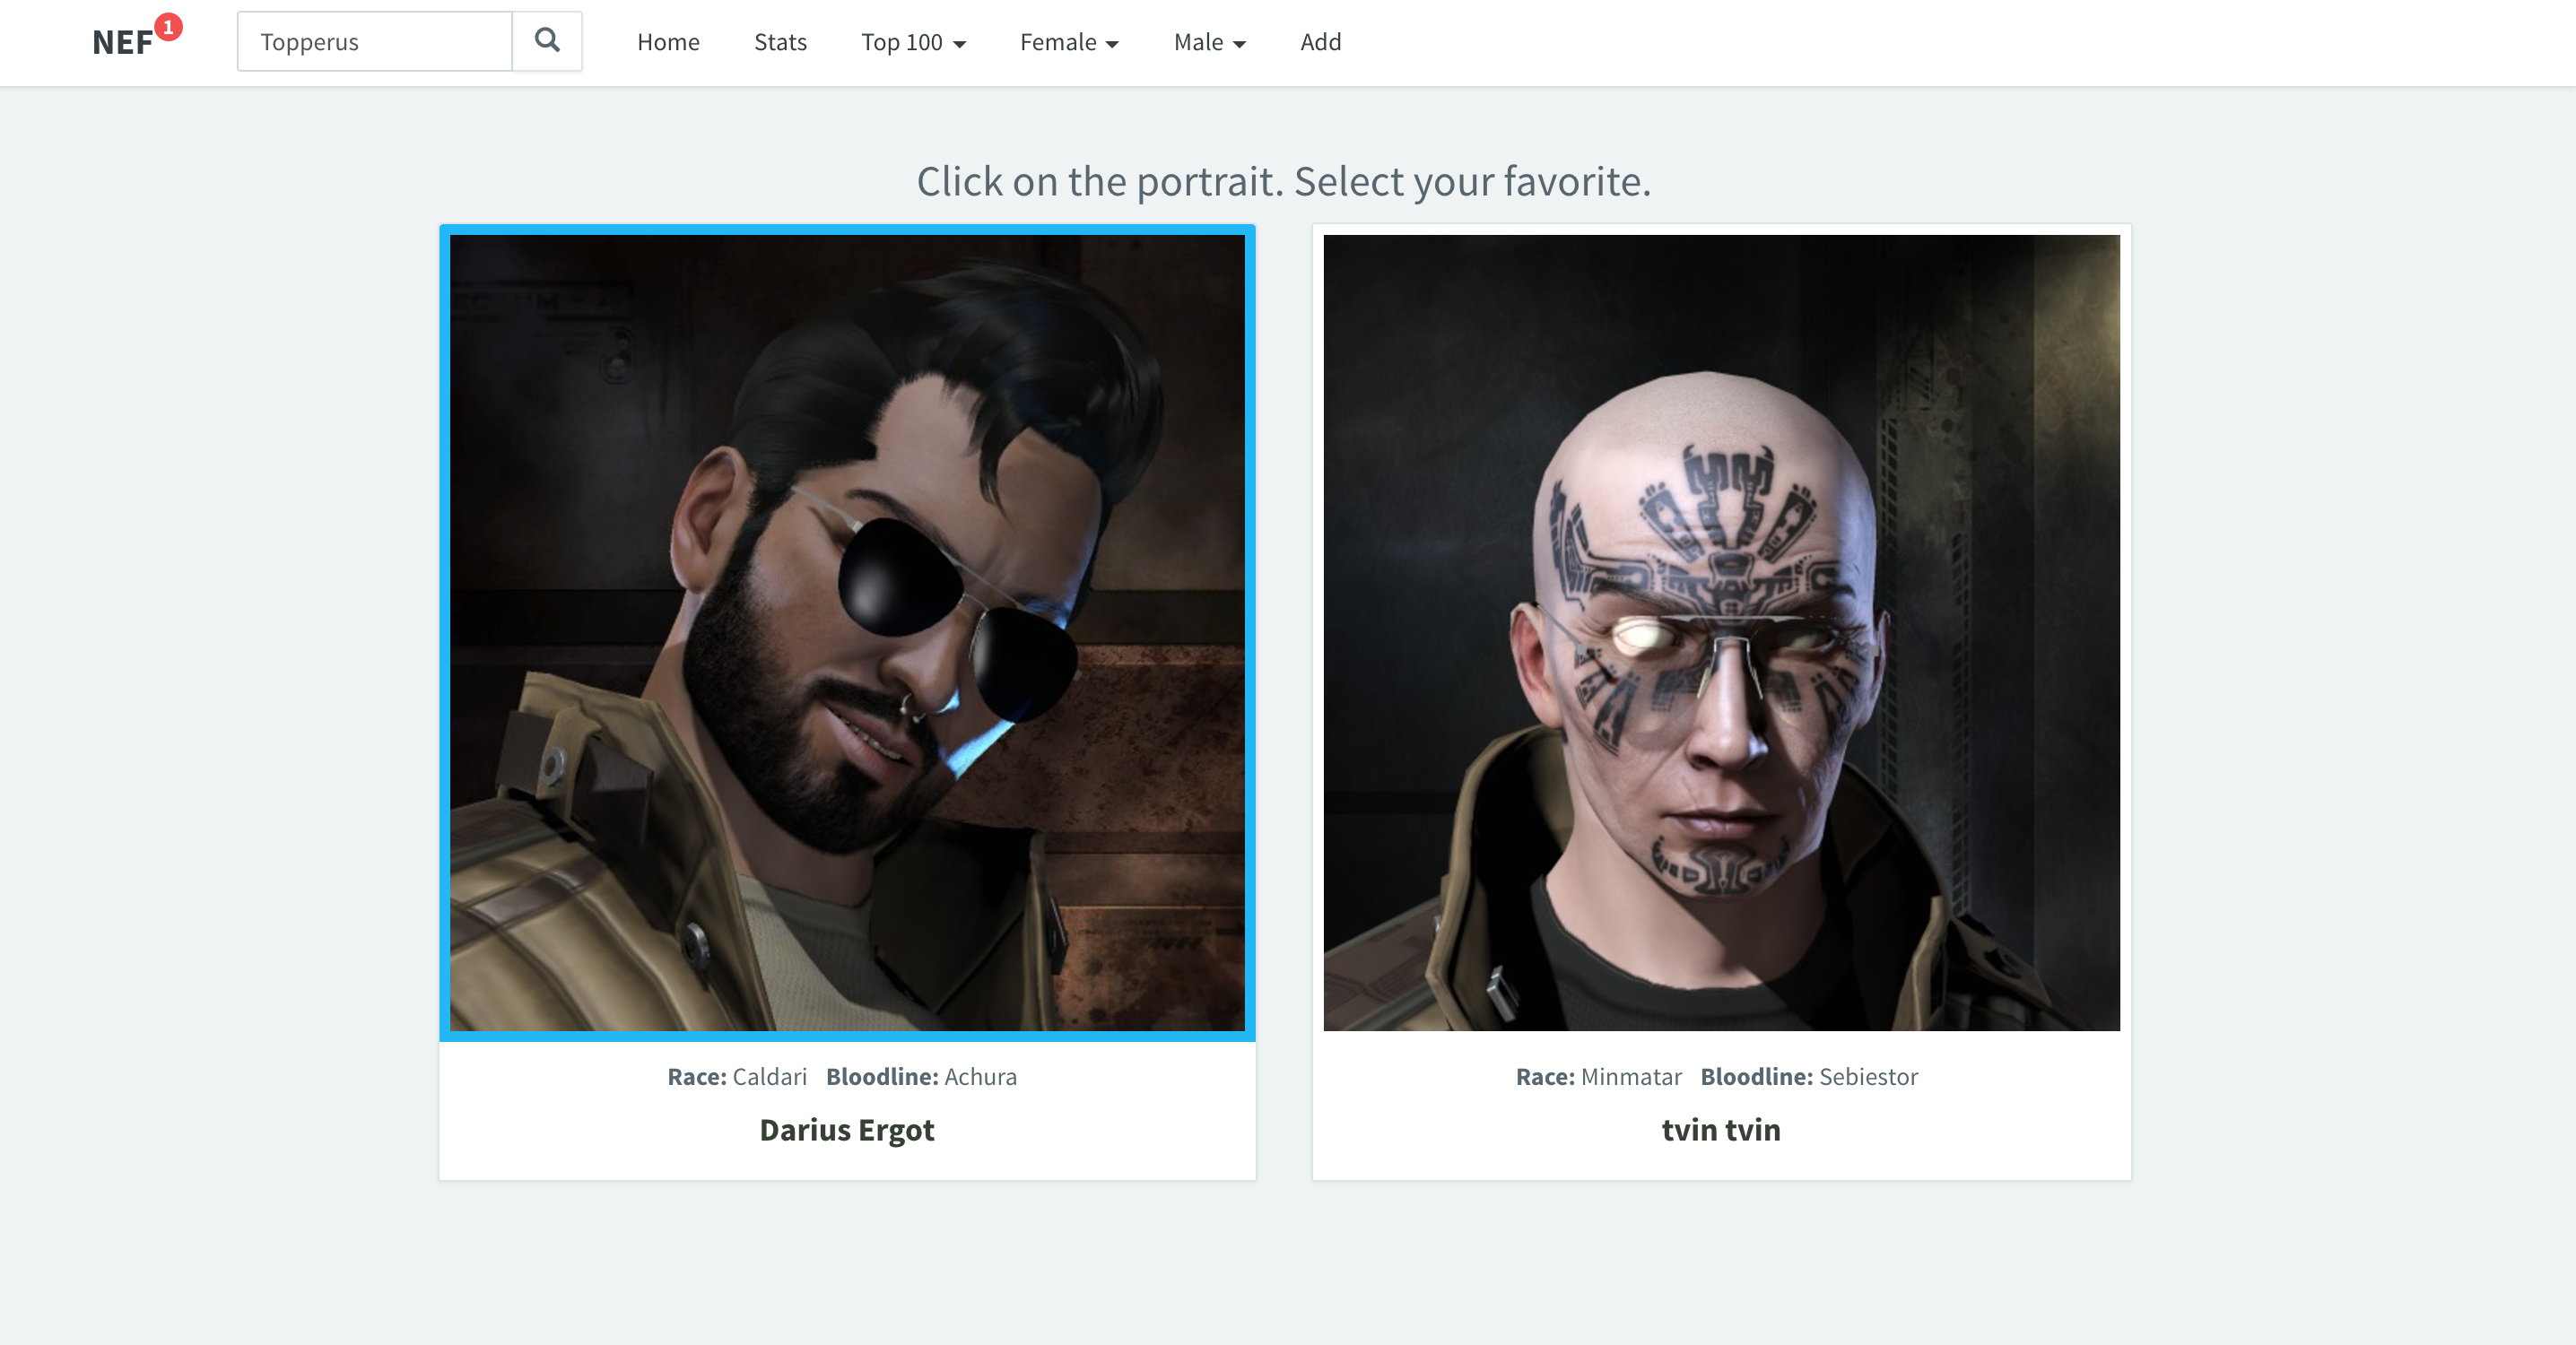 NEF 1 Topperus Home Stats Top 100 Female Male Add
Click on the portrait. Select your favorite.
Race: Caldari Bloodline: Achura
Darius Ergot
Race: Minmatar Bloodline: Sebiestor
tvin tvin